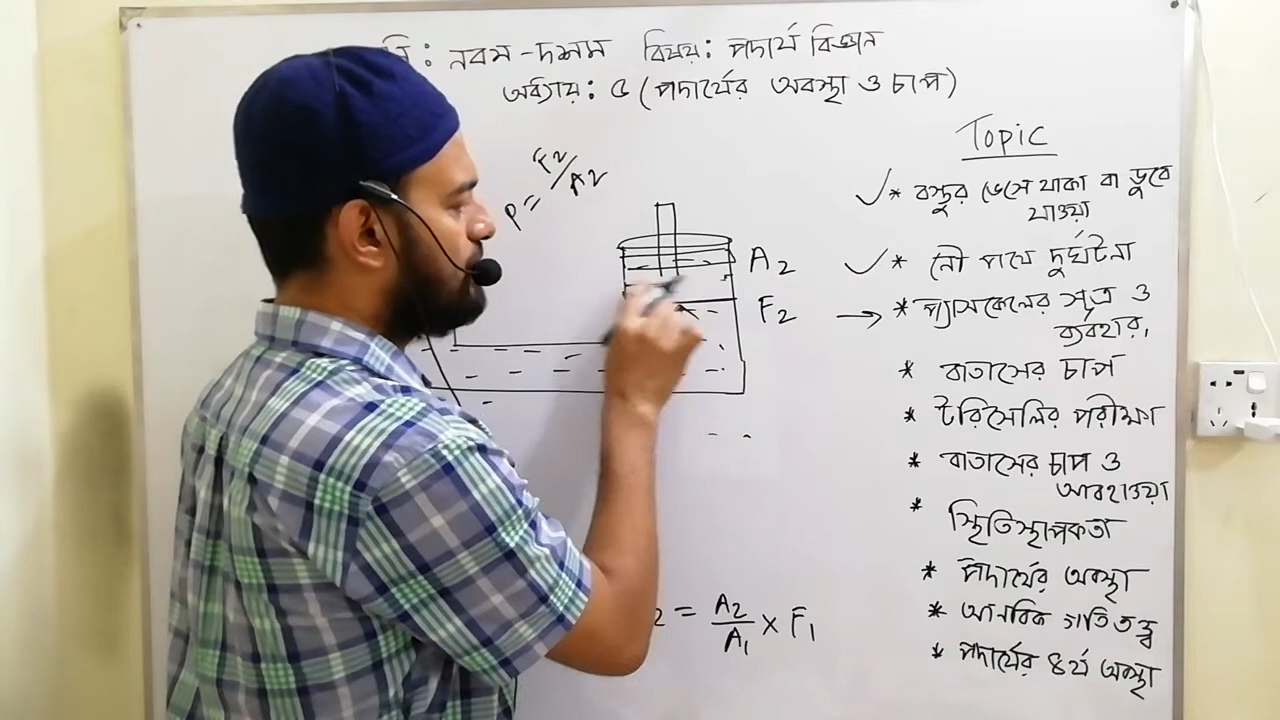 : নবম-দশম বিষয়: পদার্থ বিজ্ঞান
অধ্যায়: ৫ (পদার্থের অবস্থা ও চাপ)
Topic
✓ * বস্তুর ভেসে থাকা বা ডুবে
যাওয়া
✓ * নৌ পথে দুর্ঘটনা
→ * প্যাসকেলের সূত্র ও
ব্যবহার,
* বাতাসের চাপ
* টরিসেলির পরীক্ষা
* বাতাসের চাপ ও
আবহাওয়া
* স্থিতিস্থাপকতা
* পদার্থের অবস্থা
* আনবিক গতিতত্ত্ব
* পদার্থের ৪র্থ অবস্থা
P = F2/A2
A2
F2
2 = A2/A1 × F1